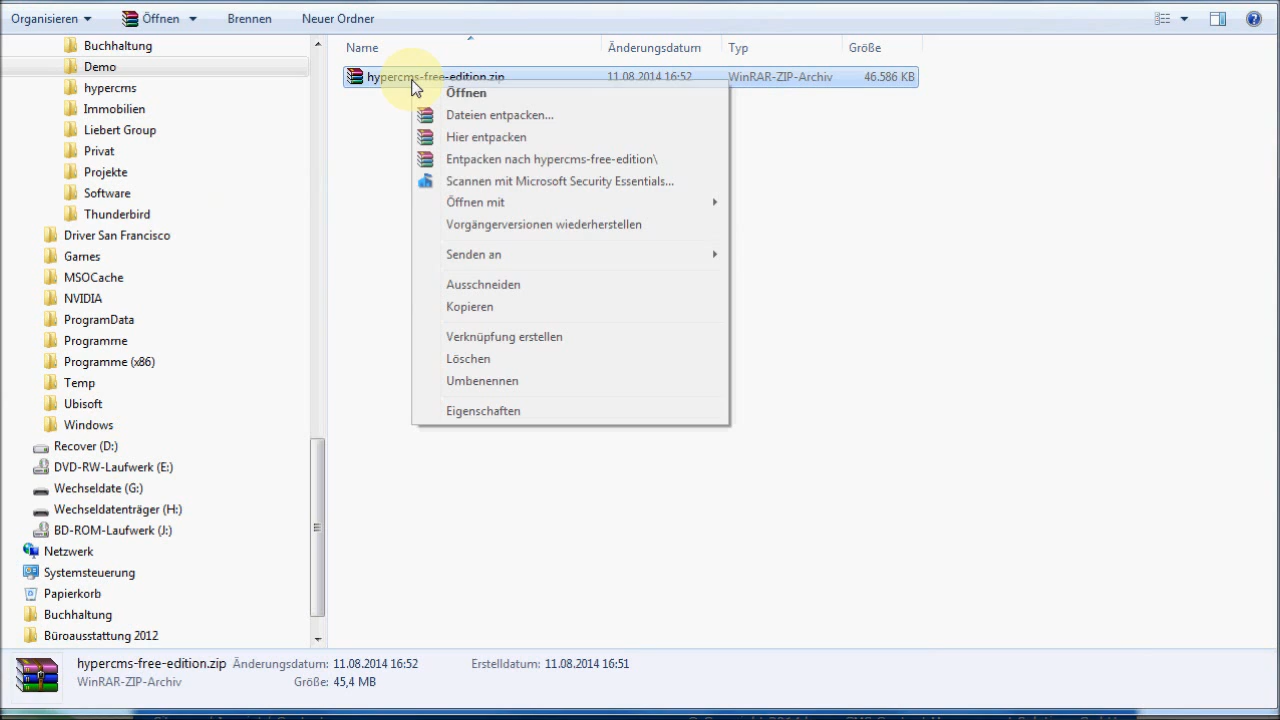 Organisieren Öffnen Brennen Neuer Ordner
Name Änderungsdatum Typ Größe
hypercms-free-edition.zip 11.08.2014 16:52 WinRAR-ZIP-Archiv 46.586 KB
Öffnen
Dateien entpacken...
Hier entpacken
Entpacken nach hypercms-free-edition\
Scannen mit Microsoft Security Essentials...
Öffnen mit
Vorgängerversionen wiederherstellen
Senden an
Ausschneiden
Kopieren
Verknüpfung erstellen
Löschen
Umbenennen
Eigenschaften
Buchhaltung
Demo
hypercms
Immobilien
Liebert Group
Privat
Projekte
Software
Thunderbird
Driver San Francisco
Games
MSOCache
NVIDIA
ProgramData
Programme
Programme (x86)
Temp
Ubisoft
Windows
Recover (D:)
DVD-RW-Laufwerk (E:)
Wechseldate (G:)
Wechseldatenträger (H:)
BD-ROM-Laufwerk (J:)
Netzwerk
Systemsteuerung
Papierkorb
Buchhaltung
Büroausstattung 2012
hypercms-free-edition.zip Änderungsdatum: 11.08.2014 16:52 Erstelldatum: 11.08.2014 16:51
WinRAR-ZIP-Archiv Größe: 45,4 MB